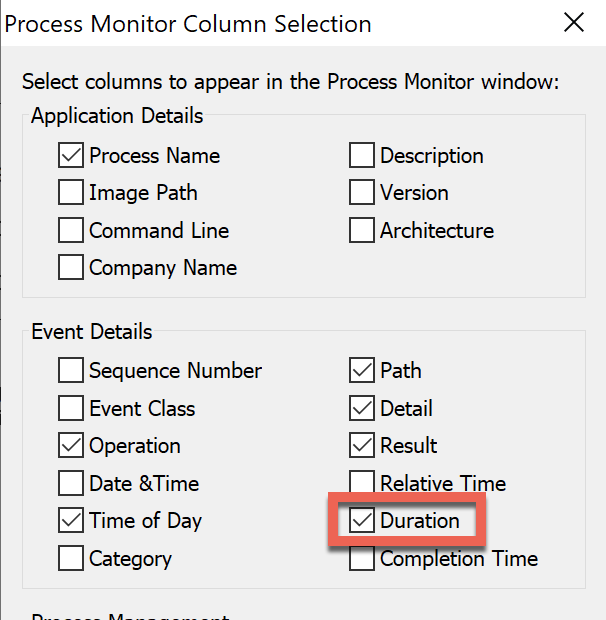 Process Monitor Column Selection
Select columns to appear in the Process Monitor window:
Application Details
Process Name
Description
Image Path
Version
Command Line
Architecture
Company Name
Event Details
Sequence Number
Path
Event Class
Detail
Operation
Result
Date &Time
Relative Time
Time of Day
Duration
Category
Completion Time
Process Management